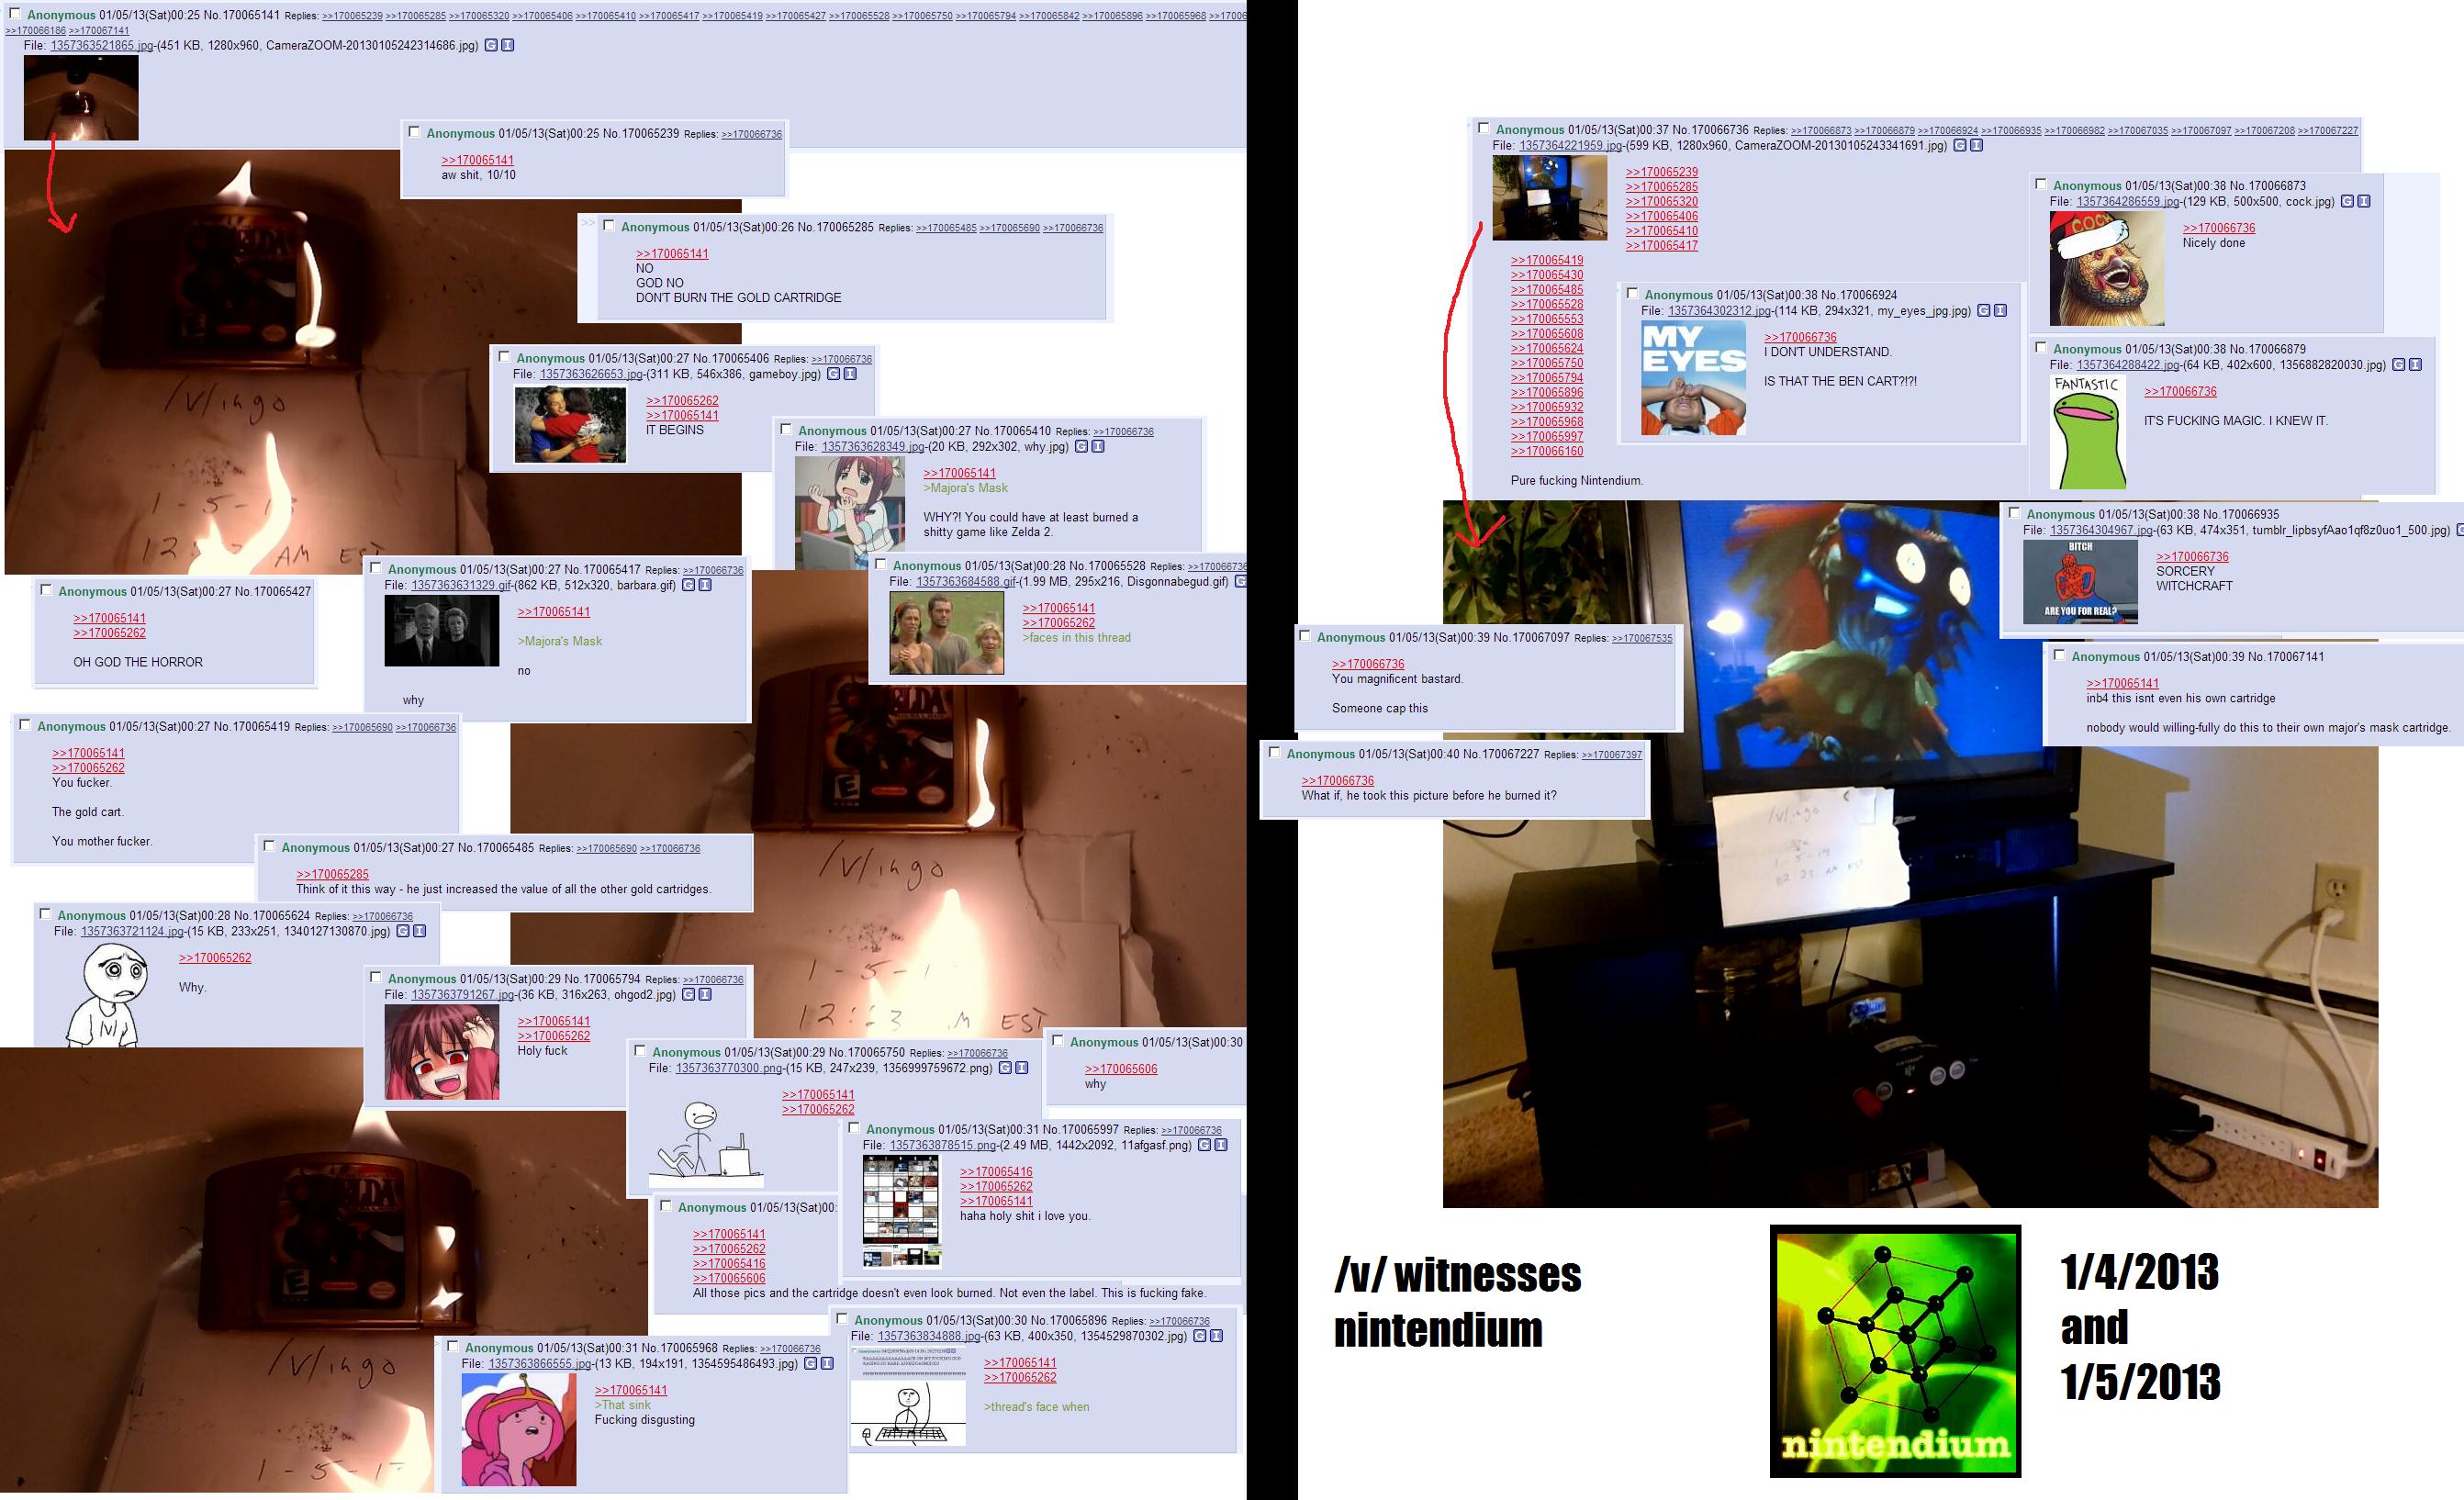 Anonymous 01/05/13(Sat)00:25 No.170065141 Replies: >>170065239 >>170065285 >>170065320 >>170065406 >>170065410 >>170065417 >>170065419 >>170065427 >>170065528 >>170065750 >>170065794 >>170065842 >>170065896 >>170065968 >>17006
>>170066186 >>170067141
File: 1357363521865.jpg-(451 KB, 1280x960, CameraZOOM-20130105242314686.jpg) G I
Anonymous 01/05/13(Sat)00:25 No.170065239 Replies: >>170066736
>>170065141
aw shit, 10/10
>> Anonymous 01/05/13(Sat)00:26 No.170065285 Replies: >>170065485 >>170065690 >>170066736
>>170065141
NO
GOD NO
DON'T BURN THE GOLD CARTRIDGE
Anonymous 01/05/13(Sat)00:27 No.170065406 Replies: >>170066736
File: 1357363626653.jpg-(311 KB, 546x386, gameboy.jpg) G I
>>170065262
>>170065141
IT BEGINS
/v/ingo
1-5-1
12: AM EST
Anonymous 01/05/13(Sat)00:27 No.170065410 Replies: >>170066736
File: 1357363628349.jpg-(20 KB, 292x302, why.jpg) G I
>>170065141
>Majora's Mask
WHY?! You could have at least burned a
shitty game like Zelda 2.
Anonymous 01/05/13(Sat)00:27 No.170065427
>>170065141
>>170065262
OH GOD THE HORROR
Anonymous 01/05/13(Sat)00:27 No.170065417 Replies: >>170066736
File: 1357363631329.gif-(862 KB, 512x320, barbara.gif) G I
>>170065141
>Majora's Mask
no
why
Anonymous 01/05/13(Sat)00:28 No.170065528 Replies: >>170066736
File: 1357363684588.gif-(1.99 MB, 295x216, Disgonnabegud.gif) G
>>170065141
>>170065262
>faces in this thread
Anonymous 01/05/13(Sat)00:27 No.170065419 Replies: >>170065690 >>170066736
>>170065141
>>170065262
You fucker.
The gold cart.
You mother fucker.
Anonymous 01/05/13(Sat)00:27 No.170065485 Replies: >>170065690 >>170066736
>>170065285
Think of it this way - he just increased the value of all the other gold cartridges.
/v/ingo
1-5-1
12: 3 M EST
Anonymous 01/05/13(Sat)00:28 No.170065624 Replies: >>170066736
File: 1357363721124.jpg-(15 KB, 233x251, 1340127130870.jpg) G I
>>170065262
Why.
Anonymous 01/05/13(Sat)00:29 No.170065794 Replies: >>170066736
File: 1357363791267.jpg-(36 KB, 316x263, ohgod2.jpg) G I
>>170065141
>>170065262
Holy fuck
Anonymous 01/05/13(Sat)00:29 No.170065750 Replies: >>170066736
File: 1357363770300.png-(15 KB, 247x239, 1356999759672.png) G I
>>170065141
>>170065262
Anonymous 01/05/13(Sat)00:30
>>170065606
why
Anonymous 01/05/13(Sat)00:31 No.170065997 Replies: >>170066736
File: 1357363878515.png-(2.49 MB, 1442x2092, 11afgasf.png) G I
>>170065416
>>170065262
>>170065141
haha holy shit i love you.
Anonymous 01/05/13(Sat)00:
>>170065141
>>170065262
>>170065416
>>170065606
All those pics and the cartridge doesn't even look burned. Not even the label. This is fucking fake.
Anonymous 01/05/13(Sat)00:30 No.170065896 Replies: >>170066736
File: 1357363834888.jpg-(63 KB, 400x350, 1354529870302.jpg) G I
>>170065141
>>170065262
>thread's face when
/v/ingo
1-5-1
Anonymous 01/05/13(Sat)00:31 No.170065968 Replies: >>170066736
File: 1357363866555.jpg-(13 KB, 194x191, 1354595486493.jpg) G I
>>170065141
>That sink
Fucking disgusting
Anonymous 01/05/13(Sat)00:37 No.170066736 Replies: >>170066873 >>170066879 >>170066924 >>170066935 >>170066982 >>170067035 >>170067097 >>170067208 >>170067227
File: 1357364221959.jpg-(599 KB, 1280x960, CameraZOOM-20130105243341691.jpg) G I
>>170065239
>>170065285
>>170065320
>>170065406
>>170065410
>>170065417
>>170065419
>>170065430
>>170065485
>>170065528
>>170065553
>>170065608
>>170065624
>>170065750
>>170065794
>>170065896
>>170065932
>>170065968
>>170065997
>>170066160
Pure fucking Nintendium.
Anonymous 01/05/13(Sat)00:38 No.170066873
File: 1357364286559.jpg-(129 KB, 500x500, cock.jpg) G I
COCK
>>170066736
Nicely done
Anonymous 01/05/13(Sat)00:38 No.170066924
File: 1357364302312.jpg-(114 KB, 294x321, my_eyes_jpg.jpg) G I
MY
EYES
>>170066736
I DON'T UNDERSTAND.
IS THAT THE BEN CART?!?!
Anonymous 01/05/13(Sat)00:38 No.170066879
File: 1357364288422.jpg-(64 KB, 402x600, 1356882820030.jpg) G I
FANTASTIC
>>170066736
IT'S FUCKING MAGIC. I KNEW IT.
Anonymous 01/05/13(Sat)00:38 No.170066935
File: 1357364304967.jpg-(63 KB, 474x351, tumblr_lipbsyfAao1qf8z0uo1_500.jpg)
BITCH
ARE YOU FOR REAL?
>>170066736
SORCERY
WITCHCRAFT
Anonymous 01/05/13(Sat)00:39 No.170067097 Replies: >>170067535
>>170066736
You magnificent bastard.
Someone cap this
Anonymous 01/05/13(Sat)00:39 No.170067141
>>170065141
inb4 this isnt even his own cartridge
nobody would willing-fully do this to their own major's mask cartridge.
Anonymous 01/05/13(Sat)00:40 No.170067227 Replies: >>170067397
>>170066736
What if, he took this picture before he burned it?
/v/ingo
/v/ witnesses
nintendium
nintendium
1/4/2013
and
1/5/2013